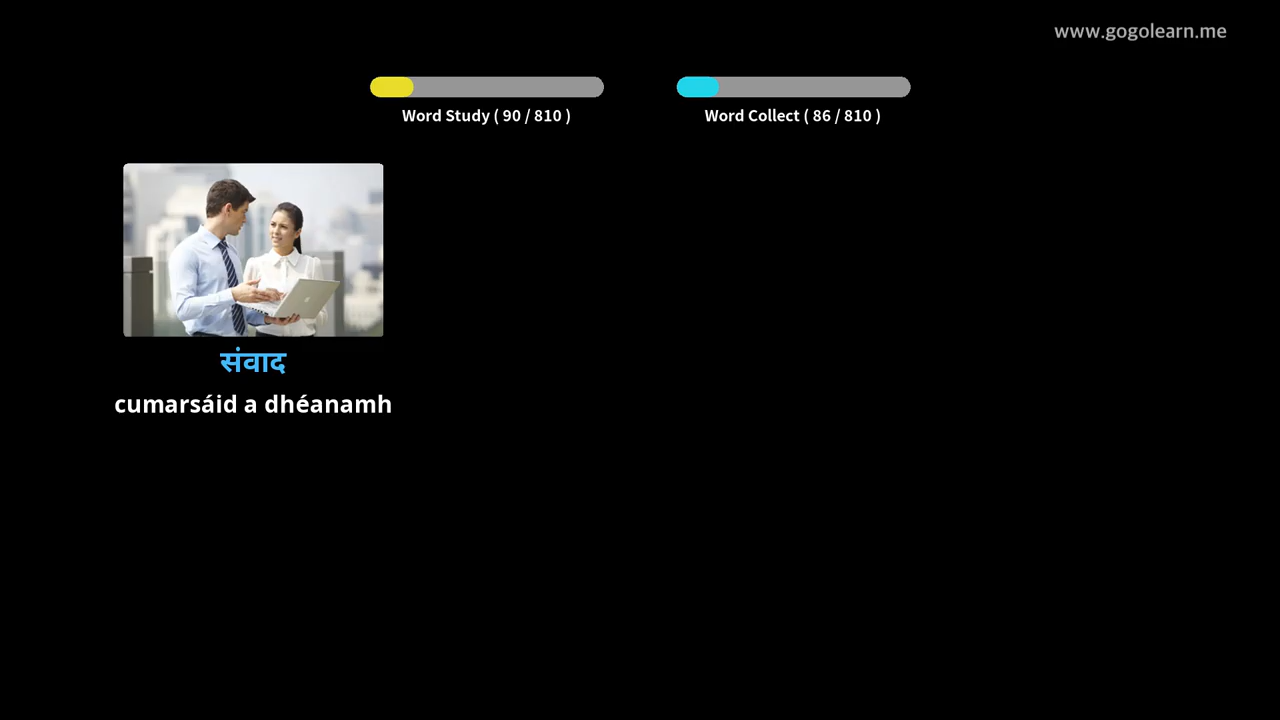 www.gogolearn.me
Word Study ( 90 / 810 )
Word Collect ( 86 / 810 )
संवाद
cumarsáid a dhéanamh